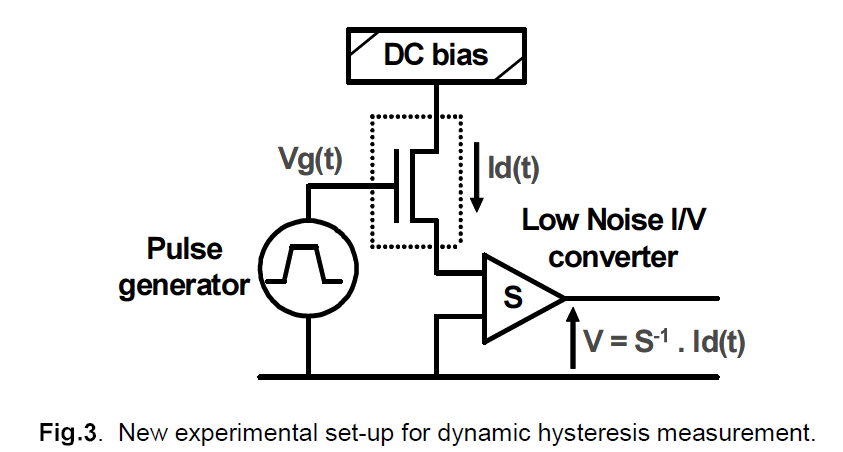 DC bias
Vg(t)
Id(t)
Low Noise I/V
converter
Pulse
generator
S
V = S-1 . Id(t)
Fig.3. New experimental set-up for dynamic hysteresis measurement.